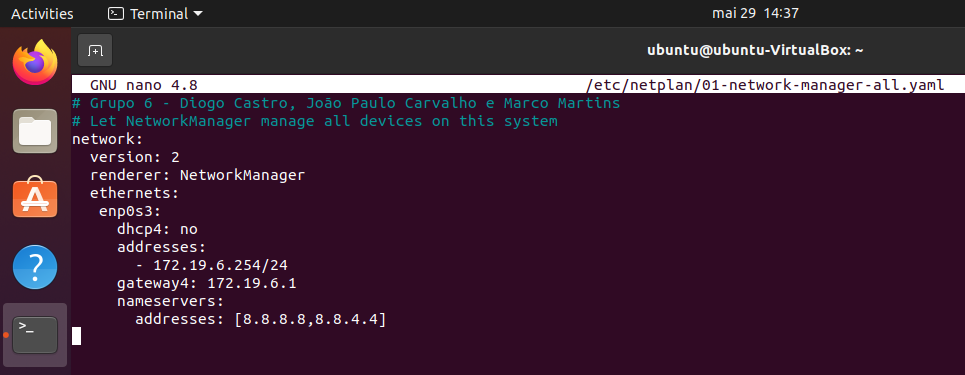 Activities
Terminal
mai 29 14:37
ubuntu@ubuntu-VirtualBox: ~
GNU nano 4.8 /etc/netplan/01-network-manager-all.yaml
# Grupo 6 - Diogo Castro, João Paulo Carvalho e Marco Martins
# Let NetworkManager manage all devices on this system
network:
  version: 2
  renderer: NetworkManager
  ethernets:
   enp0s3:
     dhcp4: no
     addresses:
       - 172.19.6.254/24
     gateway4: 172.19.6.1
     nameservers:
       addresses: [8.8.8.8,8.8.4.4]